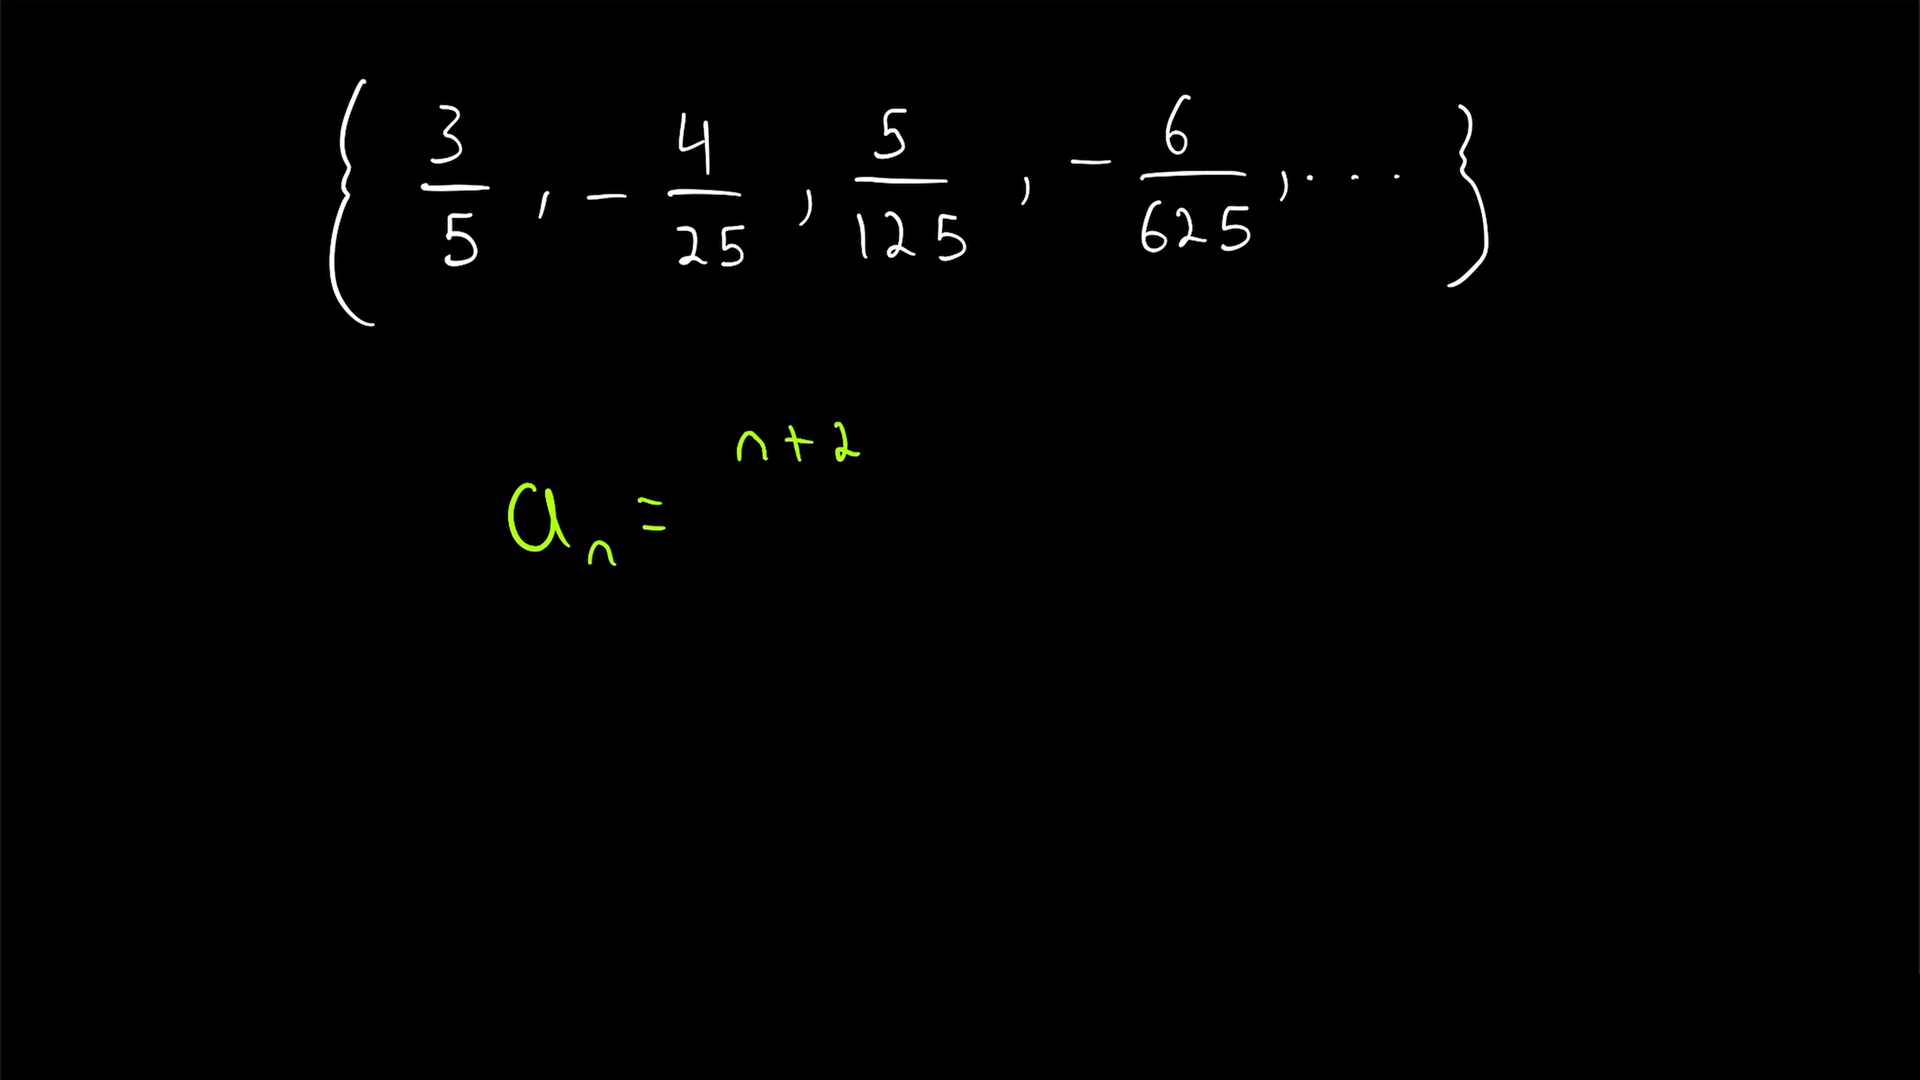 { 3/5 , - 4/25 , 5/125 , - 6/625 , . . . }
n + 2
a_n =